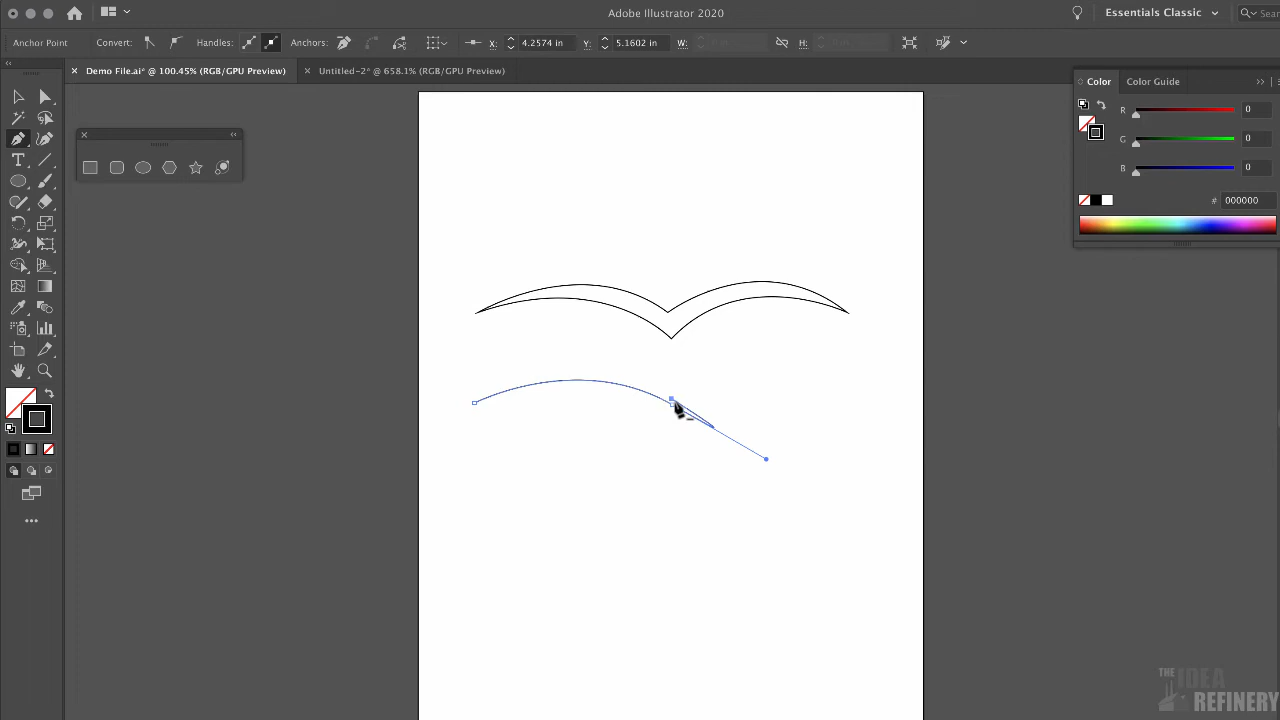 Adobe Illustrator 2020
Essentials Classic
Sear
Anchor Point
Convert:
Handles:
Anchors:
X: 4.2574 in
Y: 5.1602 in
W:
H:
Demo File.ai* @ 100.45% (RGB/GPU Preview)
Untitled-2* @ 658.1% (RGB/GPU Preview)
Color
Color Guide
R 0
G 0
B 0
# 000000
THE IDEA
REFINERY